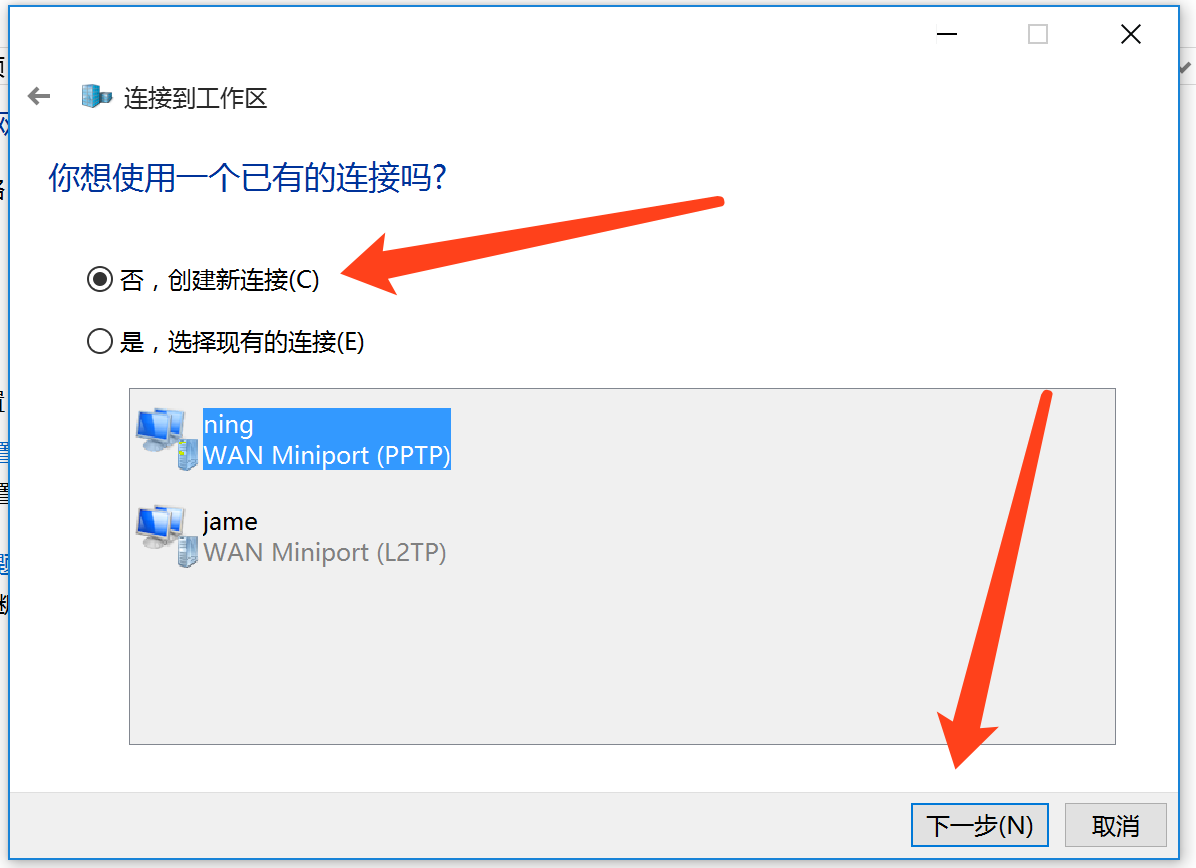 连接到工作区
你想使用一个已有的连接吗?
否，创建新连接(C)
是，选择现有的连接(E)
ning
WAN Miniport (PPTP)
jame
WAN Miniport (L2TP)
下一步(N)
取消